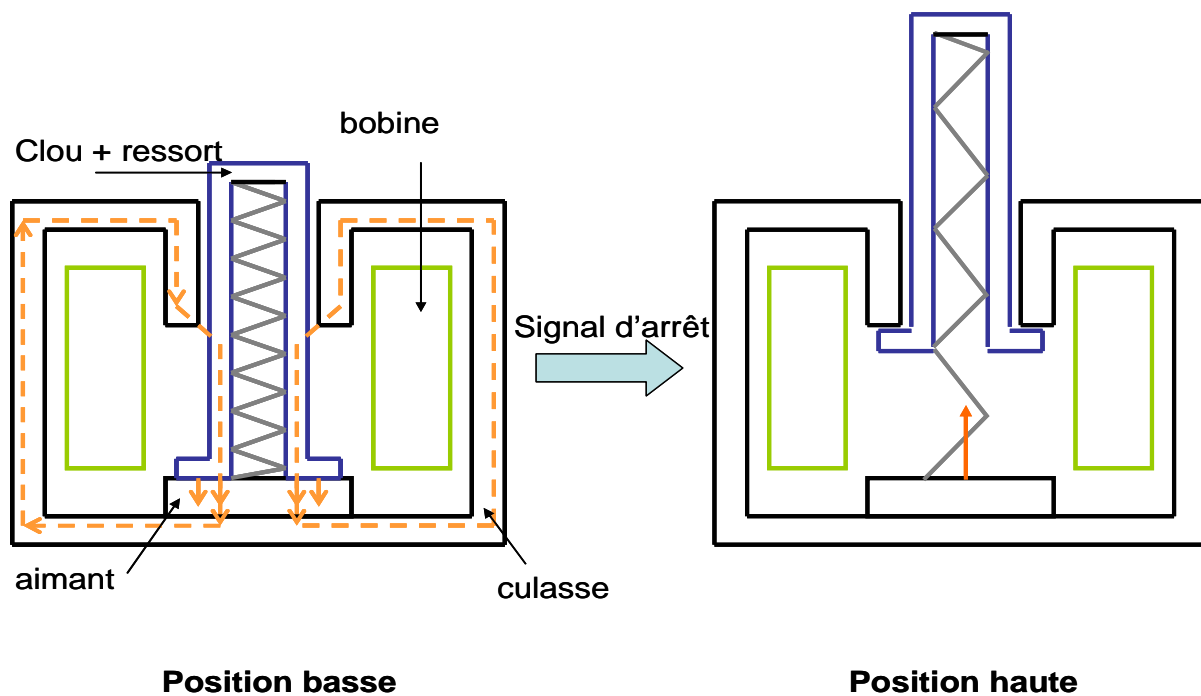 bobine
Clou + ressort
Signal d'arrêt
aimant
culasse
Position basse
Position haute